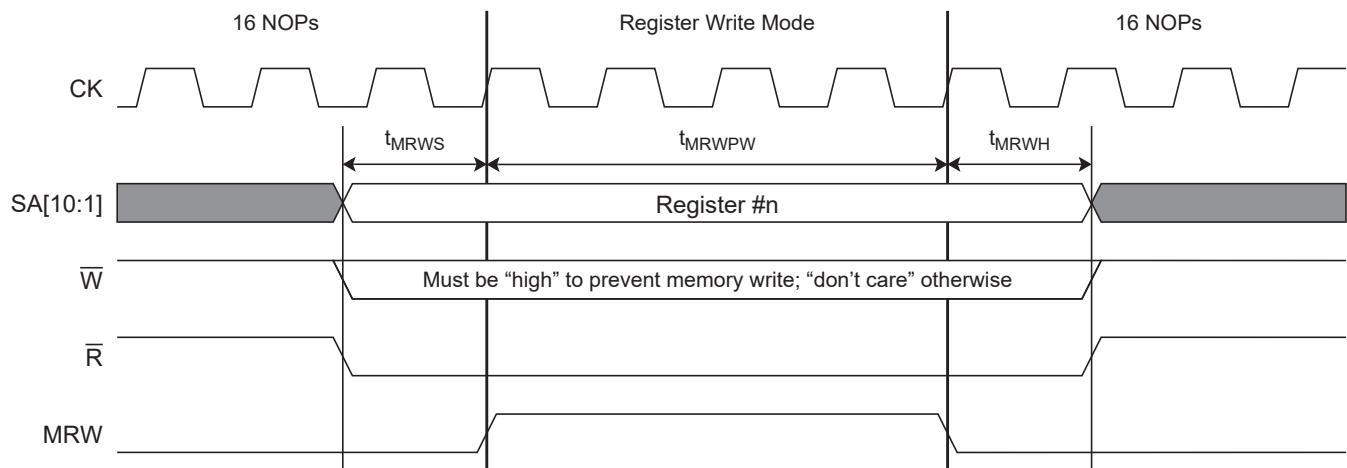 16 NOPs Register Write Mode 16 NOPs
CK
tMRWS tMRWPW tMRWH
SA[10:1] Register #n
W̅ Must be “high” to prevent memory write; “don’t care” otherwise
R̅
MRW